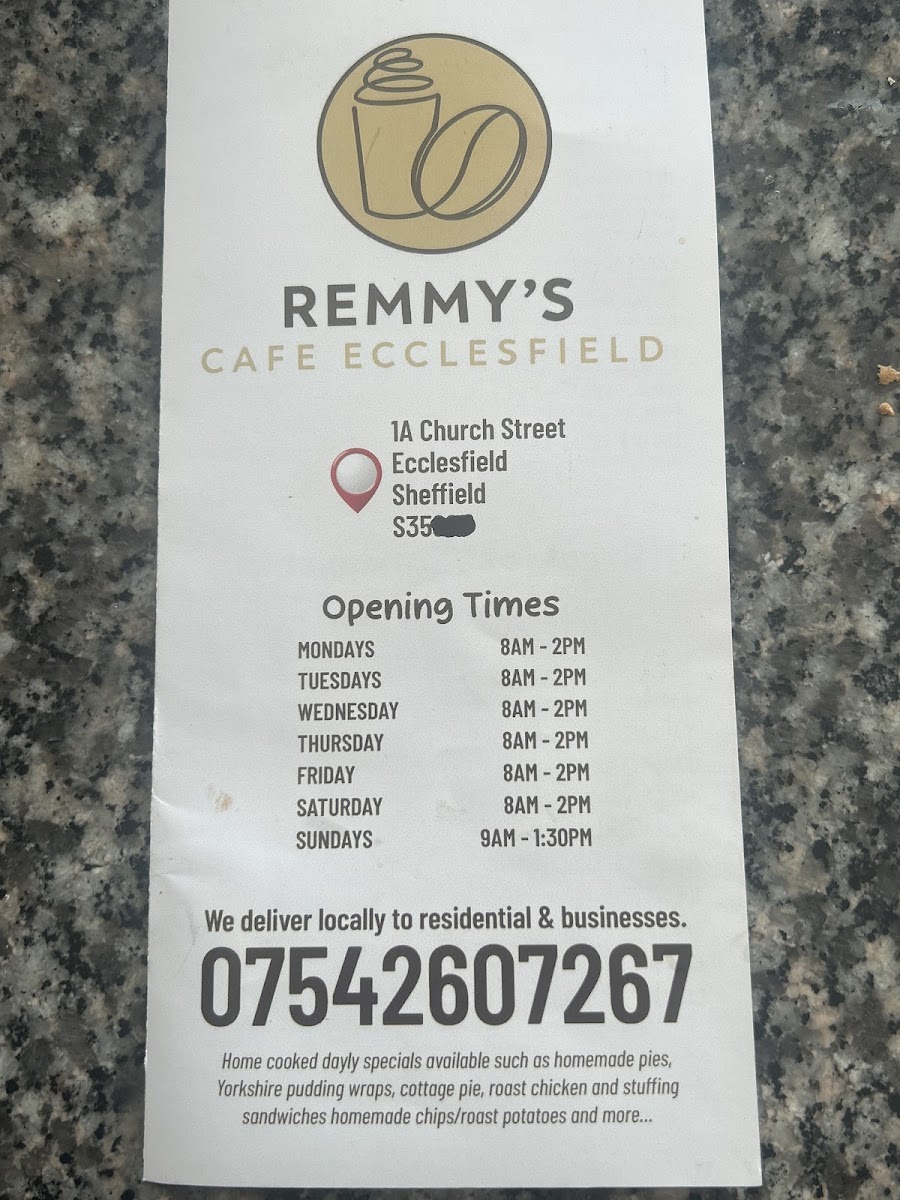 REMMY'S
CAFE ECCLESFIELD
1A Church Street
Ecclesfield
Sheffield
S35
Opening Times
MONDAYS 8AM - 2PM
TUESDAYS 8AM - 2PM
WEDNESDAY 8AM - 2PM
THURSDAY 8AM - 2PM
FRIDAY 8AM - 2PM
SATURDAY 8AM - 2PM
SUNDAYS 9AM - 1:30PM
We deliver locally to residential & businesses.
07542607267
Home cooked dayly specials available such as homemade pies,
Yorkshire pudding wraps, cottage pie, roast chicken and stuffing
sandwiches homemade chips/roast potatoes and more...